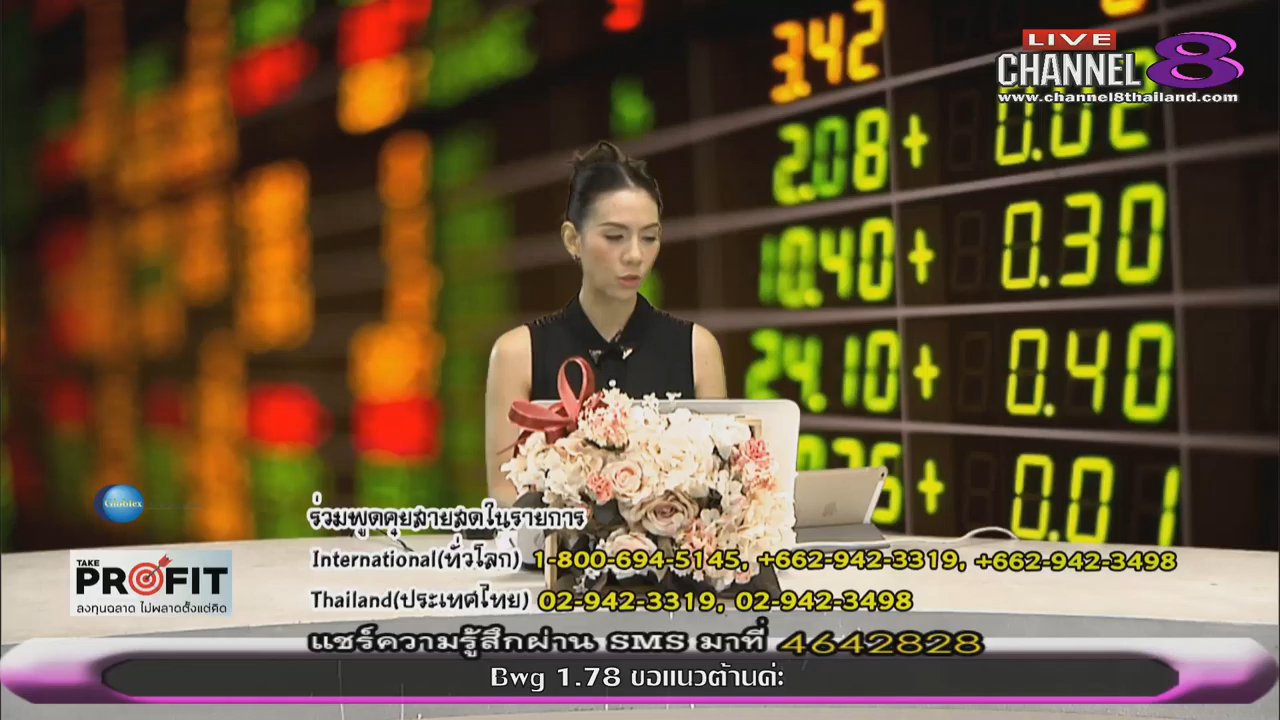 3.42
LIVE
CHANNEL 8
www.channel8thailand.com
2.08 + 0.02
10.40 + 0.30
24.10 + 0.40
+ 0.01
Globlex
ร่วมพูดคุยสายสดในรายการ
International(ทั่วโลก) 1-800-694-5145, +662-942-3319, +662-942-3498
TAKE
PROFIT
ลงทุนฉลาด ไม่พลาดตั้งแต่คิด
Thailand(ประเทศไทย) 02-942-3319, 02-942-3498
แชร์ความรู้สึกผ่าน SMS มาที่ 4642828
Bwg 1.78 ขอแนวต้านค่ะ